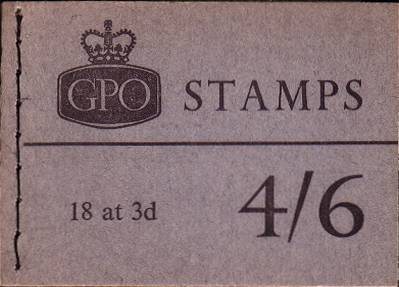 GPO STAMPS
18 at 3d 4/6